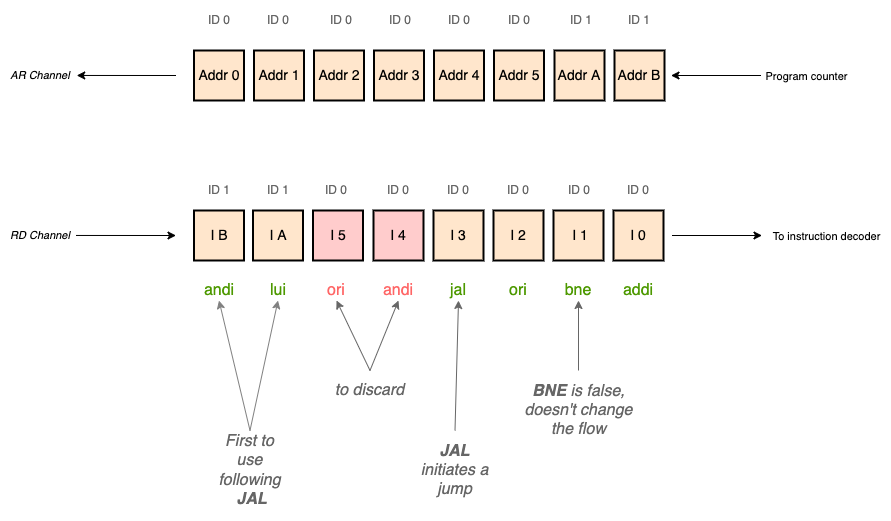 ID 0 ID 0 ID 0 ID 0 ID 0 ID 0 ID 1 ID 1
AR Channel Addr 0 Addr 1 Addr 2 Addr 3 Addr 4 Addr 5 Addr A Addr B Program counter
ID 1 ID 1 ID 0 ID 0 ID 0 ID 0 ID 0 ID 0
RD Channel I B I A I 5 I 4 I 3 I 2 I 1 I 0 To instruction decoder
andi lui ori andi jal ori bne addi
to discard
BNE is false,
doesn't change
the flow
First to
use
following
JAL
JAL
initiates a
jump